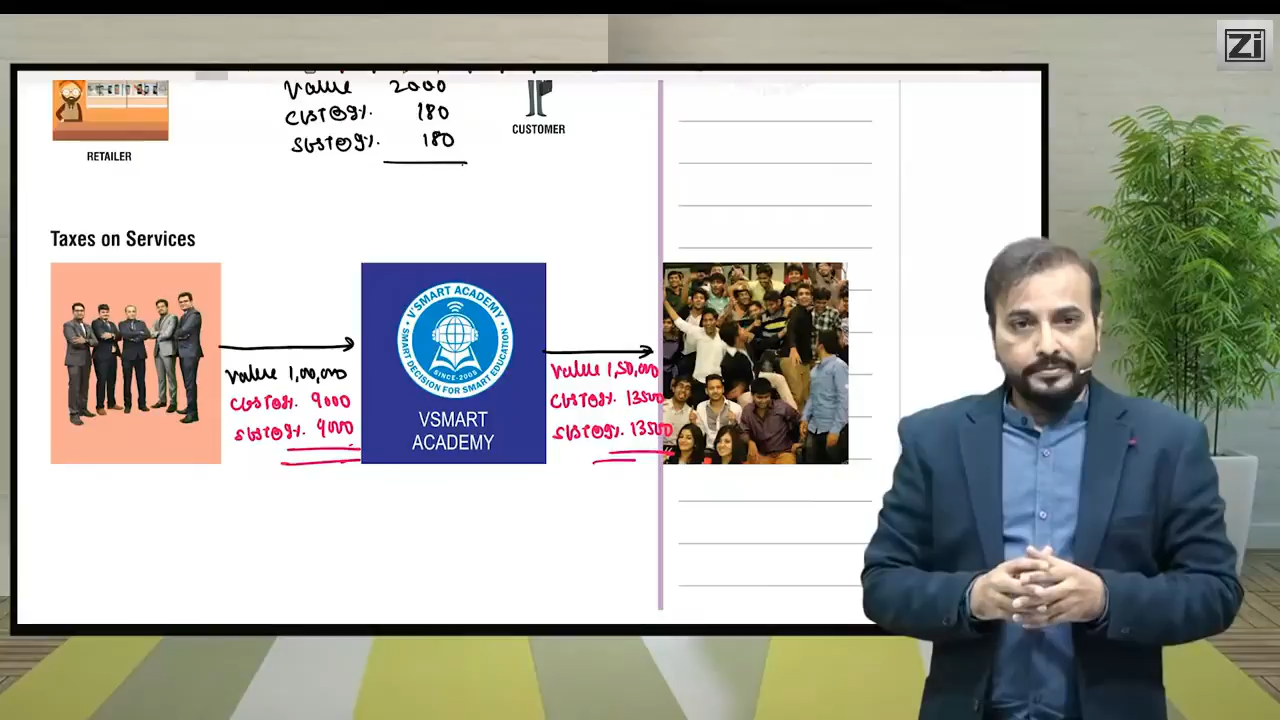 Zi
Value 2000
CGST@9%. 180
SGST@9%. 180
CUSTOMER
RETAILER
Taxes on Services
V'SMART ACADEMY
SMART DECISION FOR SMART EDUCATION
SINCE-2009
VSMART
ACADEMY
Value 1,00,000
CGST@9%. 9000
SGST@9%. 9000
Value 1,50,000
CGST@9%. 13500
SGST@9%. 13500